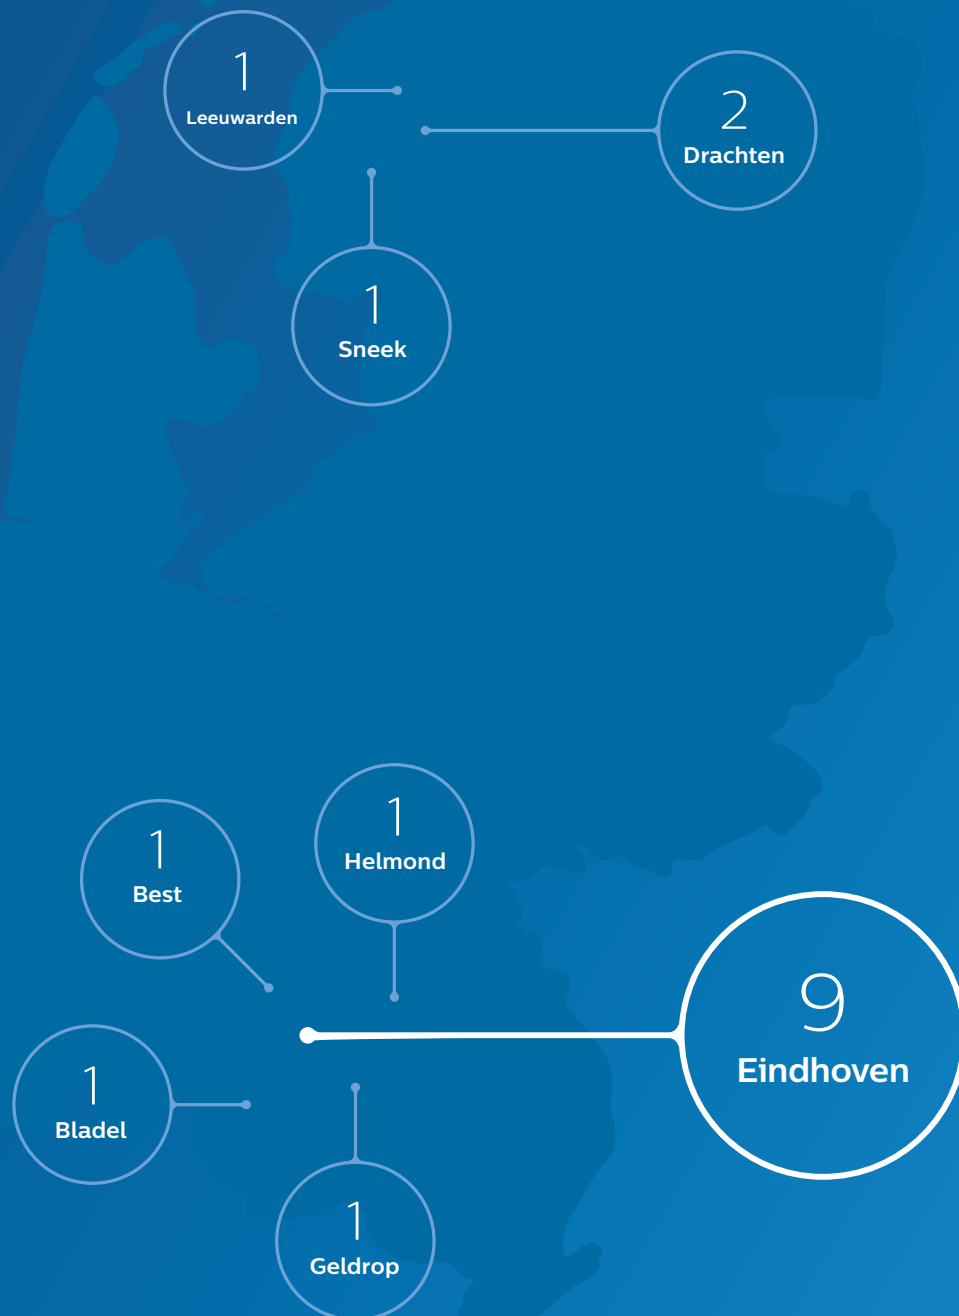 1
Leeuwarden
2
Drachten
1
Sneek
1
Helmond
1
Best
9
Eindhoven
1
Bladel
1
Geldrop